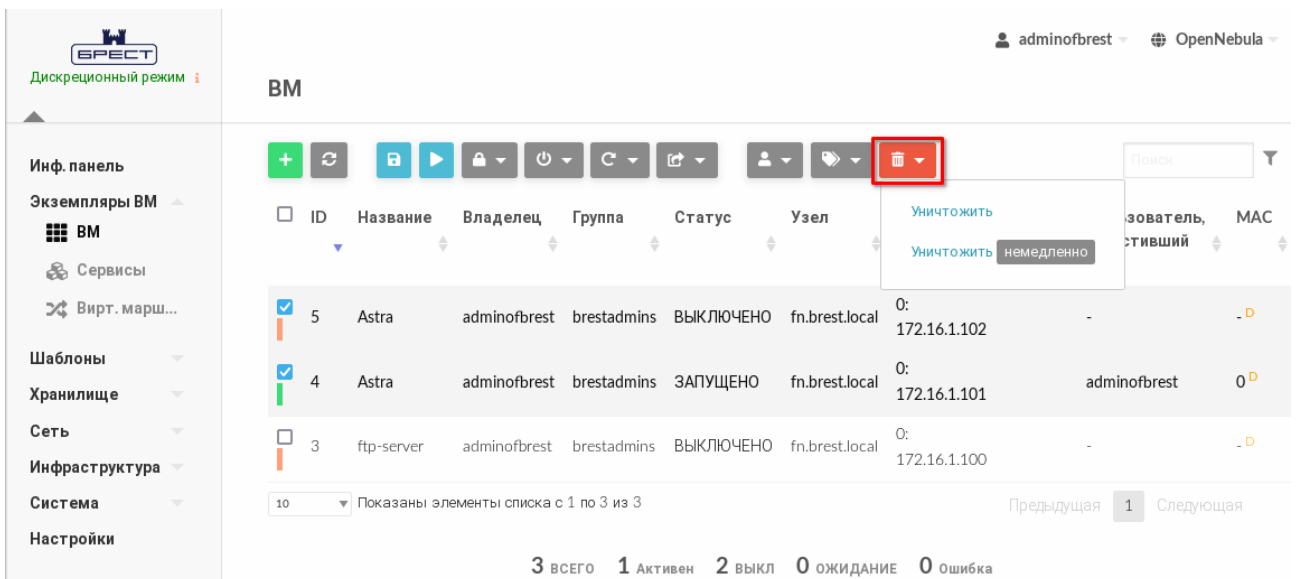 БРЕСТ
Дискреционный режим i
adminofbrest OpenNebula
ВМ
Инф. панель
Экземпляры ВМ
ВМ
Сервисы
Вирт. марш...
Шаблоны
Хранилище
Сеть
Инфраструктура
Система
Настройки
Поиск
Уничтожить
Уничтожить немедленно
ID Название Владелец Группа Статус Узел MAC
5 Astra adminofbrest brestadmins ВЫКЛЮЧЕНО fn.brest.local 0: 172.16.1.102 - - D
4 Astra adminofbrest brestadmins ЗАПУЩЕНО fn.brest.local 0: 172.16.1.101 adminofbrest 0 D
3 ftp-server adminofbrest brestadmins ВЫКЛЮЧЕНО fn.brest.local 0: 172.16.1.100 - - D
10 Показаны элементы списка с 1 по 3 из 3
Предыдущая 1 Следующая
3 ВСЕГО 1 Активен 2 ВЫКЛ 0 ОЖИДАНИЕ 0 Ошибка